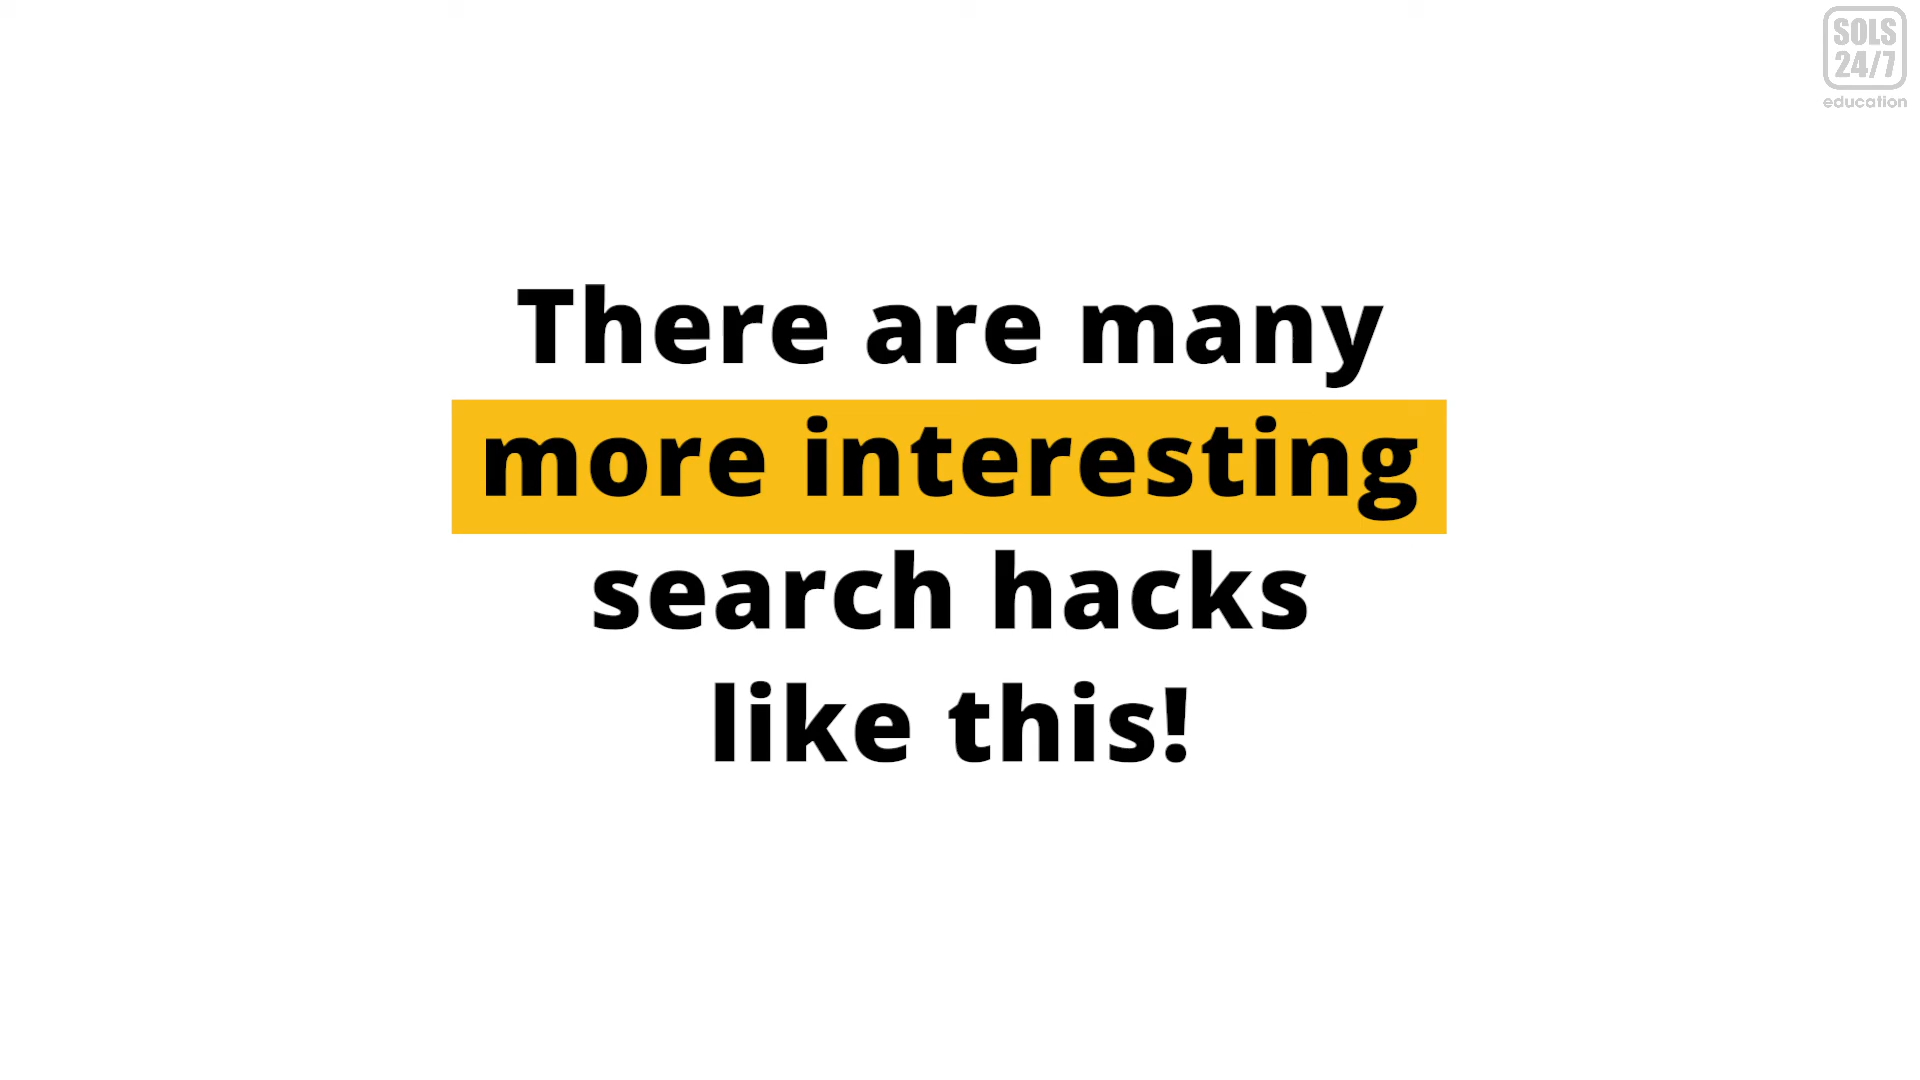 SOLS
24/7
education
There are many
more interesting
search hacks
like this!